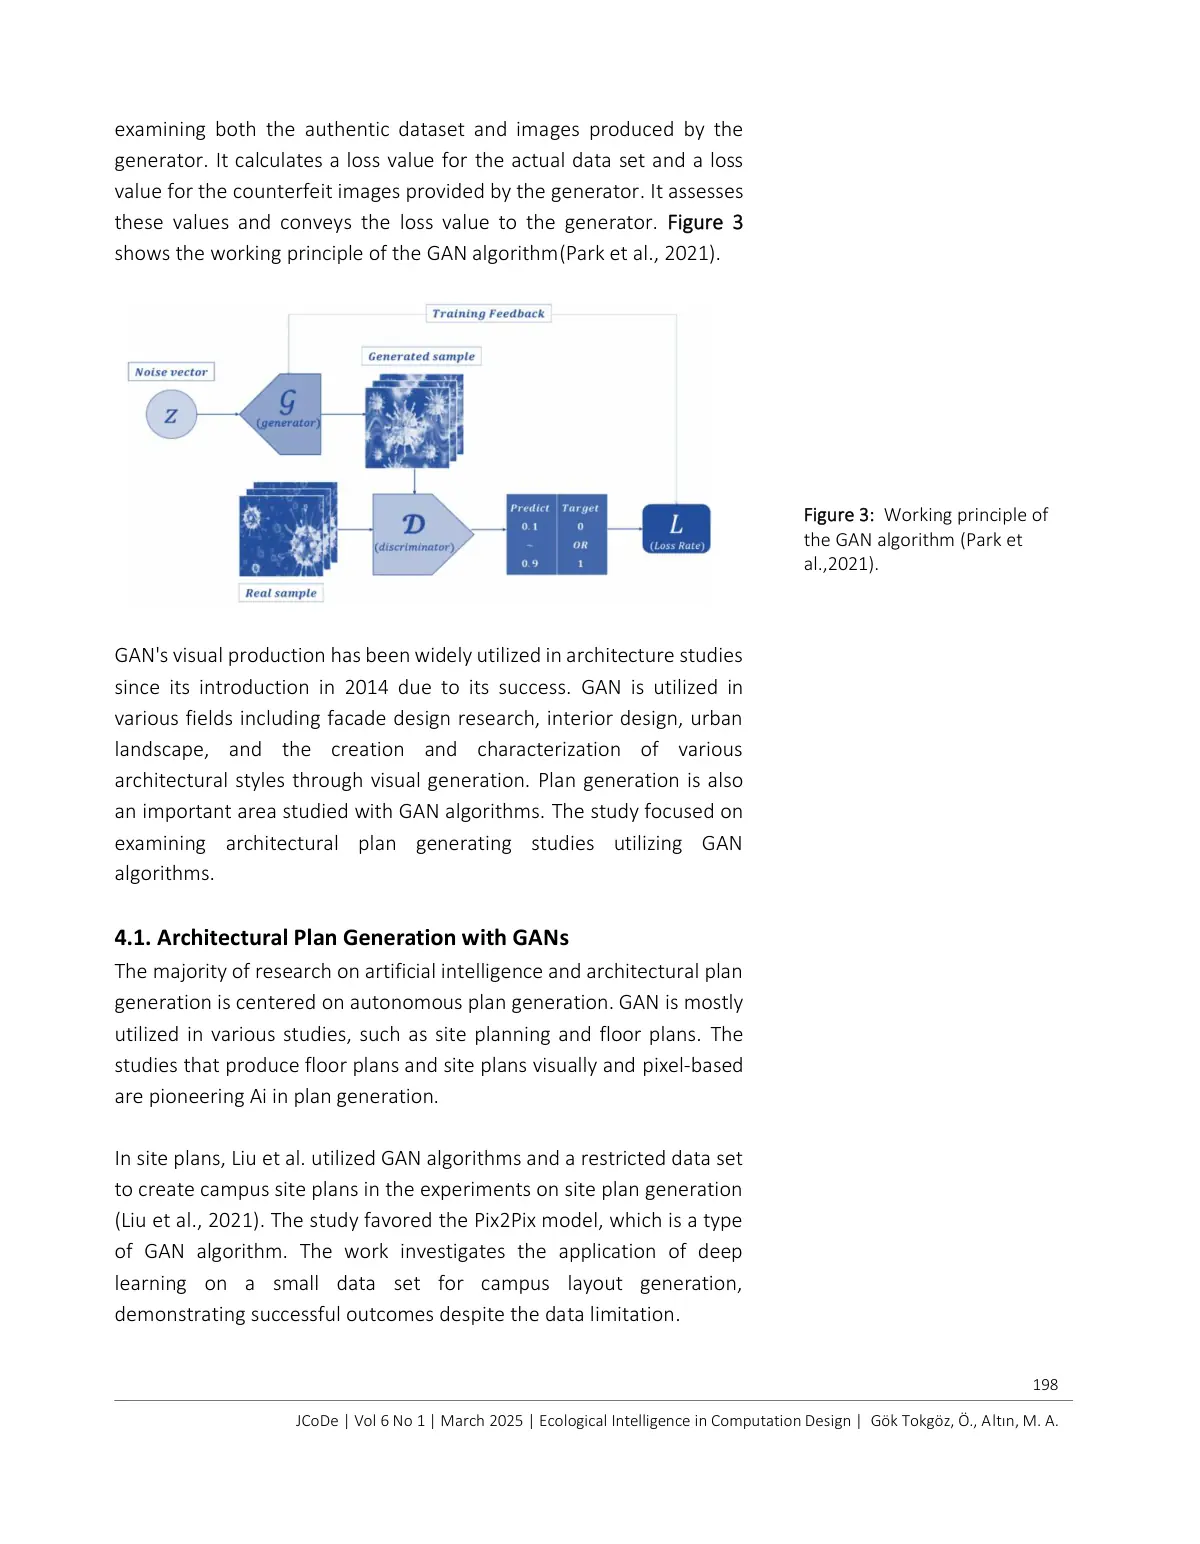 examining both the authentic dataset and images produced by the
generator. It calculates a loss value for the actual data set and a loss
value for the counterfeit images provided by the generator. It assesses
these values and conveys the loss value to the generator. Figure 3
shows the working principle of the GAN algorithm(Park et al., 2021).
Training Feedback
Generated sample
Noise vector
Z
G
(generator)
D
(discriminator)
Predict Target
0.1 0
~ OR
0.9 1
L
(Loss Rate)
Real sample
Figure 3: Working principle of
the GAN algorithm (Park et
al.,2021).
GAN's visual production has been widely utilized in architecture studies
since its introduction in 2014 due to its success. GAN is utilized in
various fields including facade design research, interior design, urban
landscape, and the creation and characterization of various
architectural styles through visual generation. Plan generation is also
an important area studied with GAN algorithms. The study focused on
examining architectural plan generating studies utilizing GAN
algorithms.
4.1. Architectural Plan Generation with GANs
The majority of research on artificial intelligence and architectural plan
generation is centered on autonomous plan generation. GAN is mostly
utilized in various studies, such as site planning and floor plans. The
studies that produce floor plans and site plans visually and pixel-based
are pioneering Ai in plan generation.
In site plans, Liu et al. utilized GAN algorithms and a restricted data set
to create campus site plans in the experiments on site plan generation
(Liu et al., 2021). The study favored the Pix2Pix model, which is a type
of GAN algorithm. The work investigates the application of deep
learning on a small data set for campus layout generation,
demonstrating successful outcomes despite the data limitation.
198
JCoDe | Vol 6 No 1 | March 2025 | Ecological Intelligence in Computation Design | Gök Tokgöz, Ö., Altın, M. A.